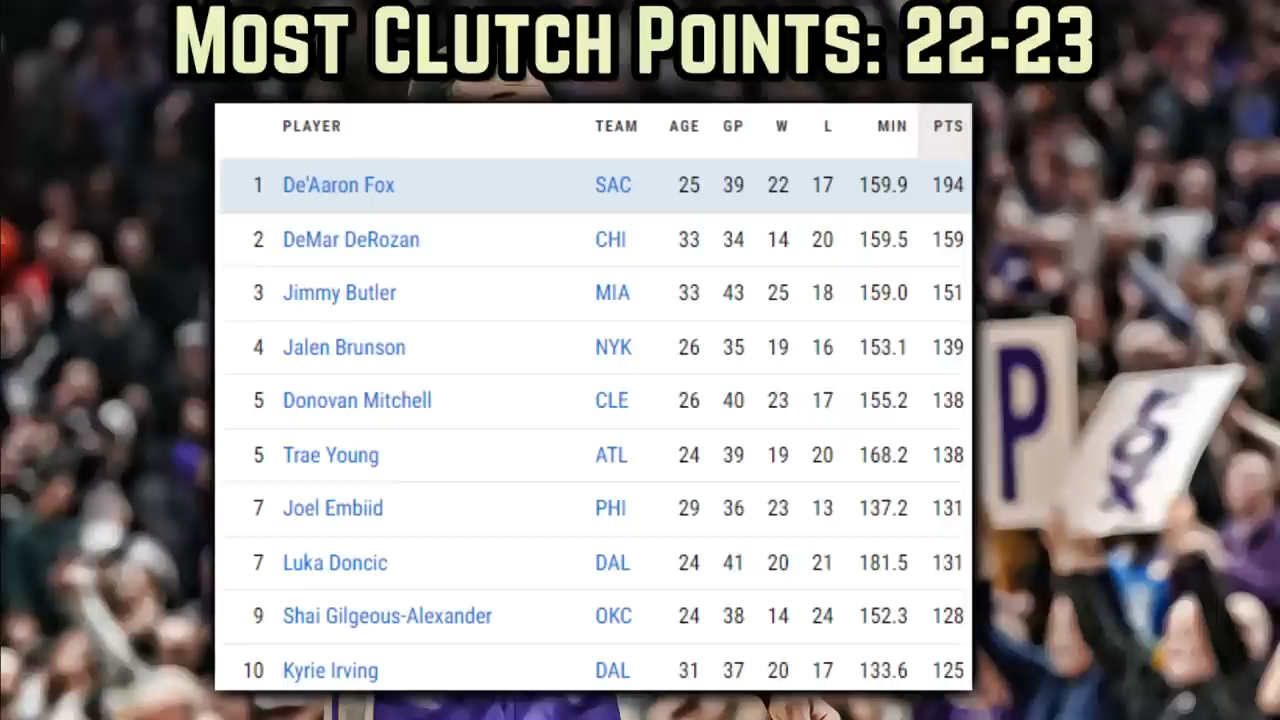 MOST CLUTCH POINTS: 22-23
PLAYER TEAM AGE GP W L MIN PTS
1 De'Aaron Fox SAC 25 39 22 17 159.9 194
2 DeMar DeRozan CHI 33 34 14 20 159.5 159
3 Jimmy Butler MIA 33 43 25 18 159.0 151
4 Jalen Brunson NYK 26 35 19 16 153.1 139
5 Donovan Mitchell CLE 26 40 23 17 155.2 138
5 Trae Young ATL 24 39 19 20 168.2 138
7 Joel Embiid PHI 29 36 23 13 137.2 131
7 Luka Doncic DAL 24 41 20 21 181.5 131
9 Shai Gilgeous-Alexander OKC 24 38 14 24 152.3 128
10 Kyrie Irving DAL 31 37 20 17 133.6 125
P
fox